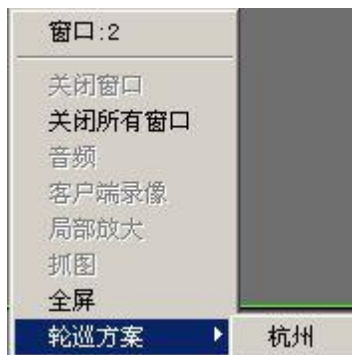 窗口:2
关闭窗口
关闭所有窗口
音频
客户端录像
局部放大
抓图
全屏
轮巡方案
杭州